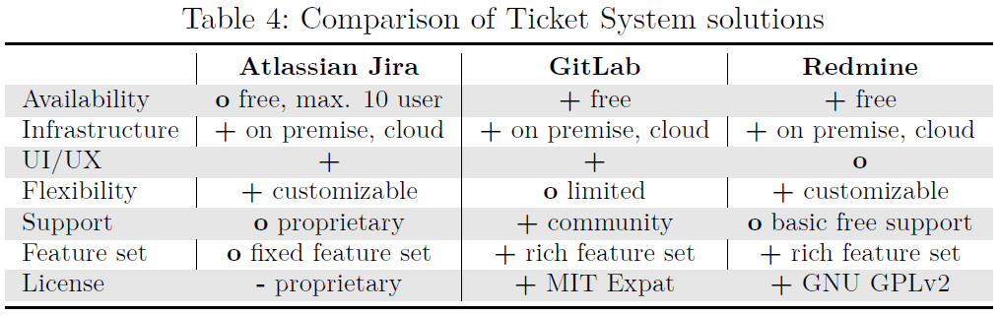 Table 4: Comparison of Ticket System solutions
Atlassian Jira GitLab Redmine
Availability o free, max. 10 user + free + free
Infrastructure + on premise, cloud + on premise, cloud + on premise, cloud
UI/UX + + o
Flexibility + customizable o limited + customizable
Support o proprietary + community o basic free support
Feature set o fixed feature set + rich feature set + rich feature set
License - proprietary + MIT Expat + GNU GPLv2